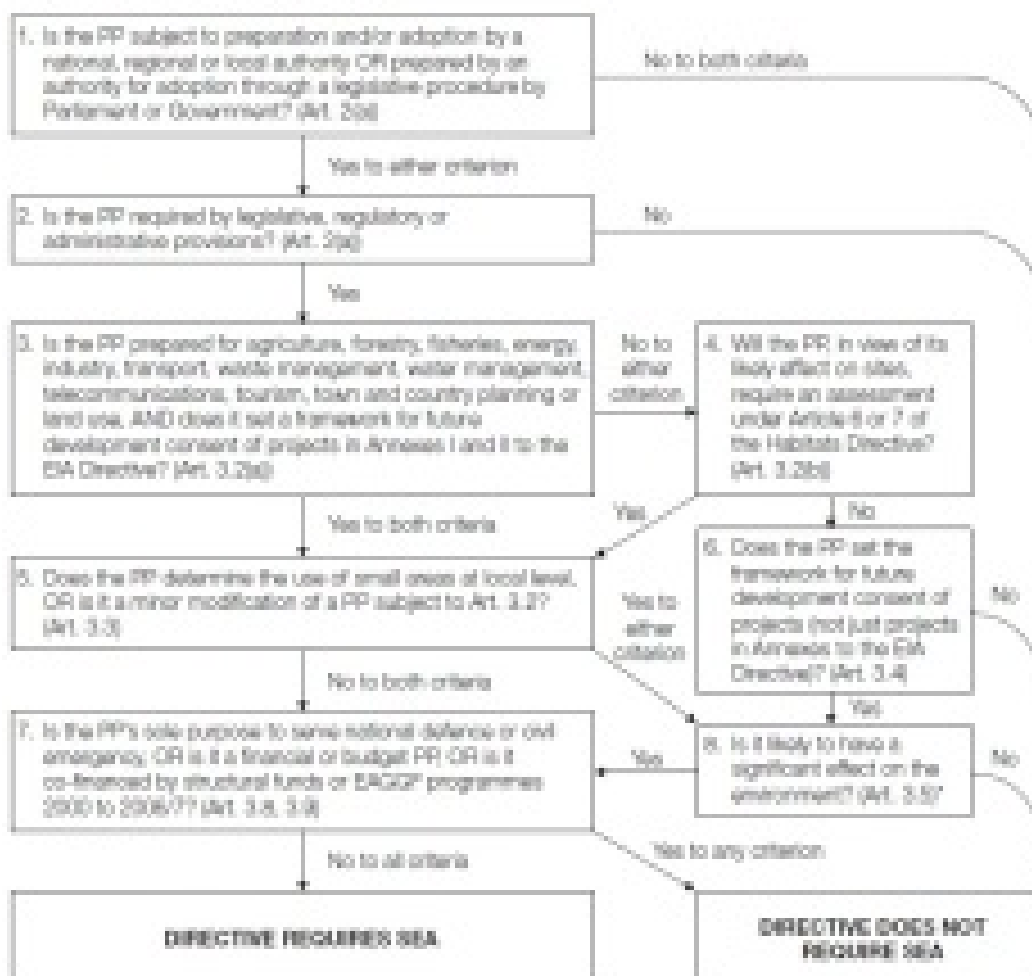 1. Is the PP subject to preparation and/or adoption by a
national, regional or local authority OR prepared by an
authority for adoption through a legislative procedure by
Parliament or Government? (Art. 2(a))
No to both criteria
Yes to either criterion
2. Is the PP required by legislative, regulatory or
administrative provisions? (Art. 2(a))
No
Yes
3. Is the PP prepared for agriculture, forestry, fisheries, energy,
industry, transport, waste management, water management,
telecommunications, tourism, town and country planning or
land use, AND does it set a framework for future
development consent of projects in Annexes I and II to the
EIA Directive? (Art. 3.2(a))
No to
either
criterion
4. Will the PP, in view of its
likely effect on sites,
require an assessment
under Article 6 or 7 of
the Habitats Directive?
(Art. 3.2(b))
Yes to both criteria
Yes
No
5. Does the PP determine the use of small areas at local level,
OR is it a minor modification of a PP subject to Art. 3.2?
(Art. 3.3)
Yes to
either
criterion
6. Does the PP set the
framework for future
development consent of
projects (not just projects
in Annexes to the EIA
Directive)? (Art. 3.4)
No
No to both criteria
Yes
7. Is the PP's sole purpose to serve national defence or civil
emergency, OR is it a financial or budget PP, OR is it
co-financed by structural funds or EAGGF programmes
2000 to 2006/7? (Art. 3.8, 3.9)
Yes
8. Is it likely to have a
significant effect on the
environment? (Art. 3.5)*
No
No to all criteria
Yes to any criterion
DIRECTIVE REQUIRES SEA
DIRECTIVE DOES NOT
REQUIRE SEA